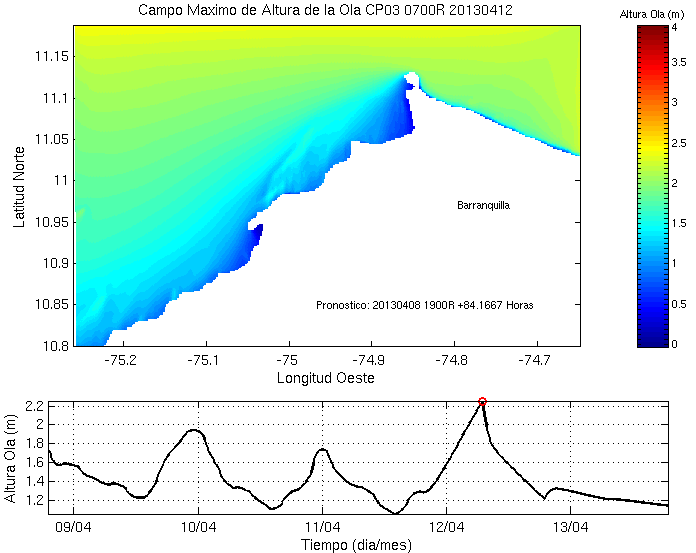 Campo Maximo de Altura de la Ola CP03 0700R 20130412
Altura Ola (m)
4
3.5
3
2.5
2
1.5
1
0.5
0
Latitud Norte
11.15
11.1
11.05
11
10.95
10.9
10.85
10.8
Barranquilla
Pronostico: 20130408 1900R +84.1667 Horas
-75.2 -75.1 -75 -74.9 -74.8 -74.7
Longitud Oeste
Altura Ola (m)
2.2
2
1.8
1.6
1.4
1.2
09/04 10/04 11/04 12/04 13/04
Tiempo (dia/mes)